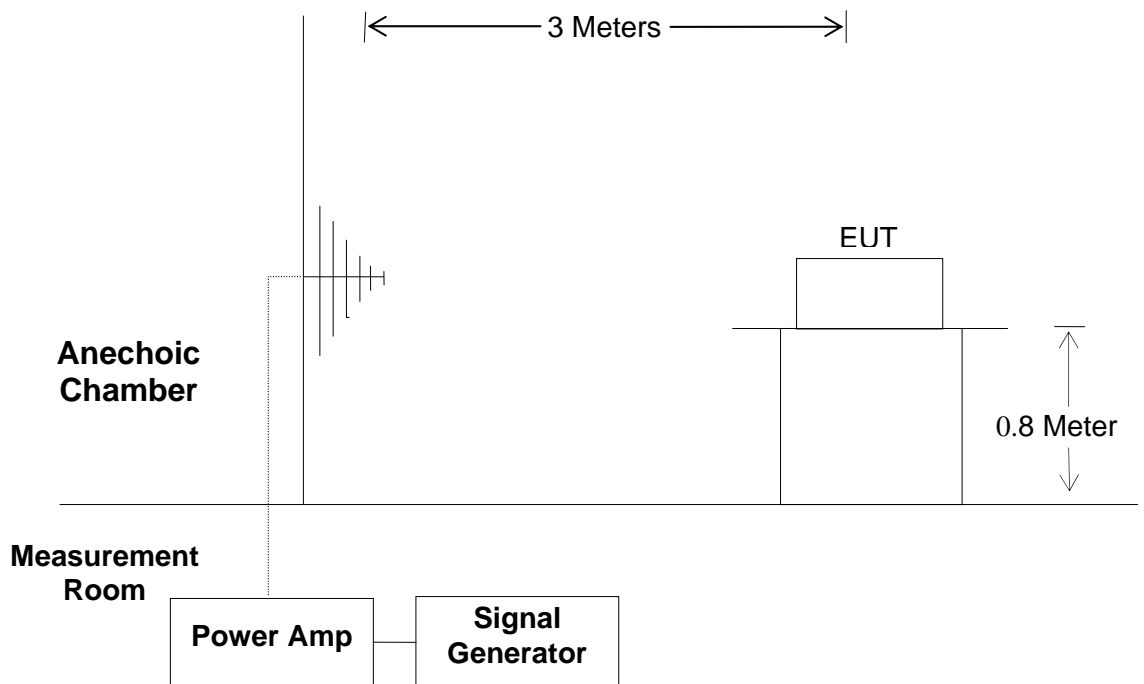 3 Meters
EUT
Anechoic
Chamber
0.8 Meter
Measurement
Room
Power Amp
Signal
Generator